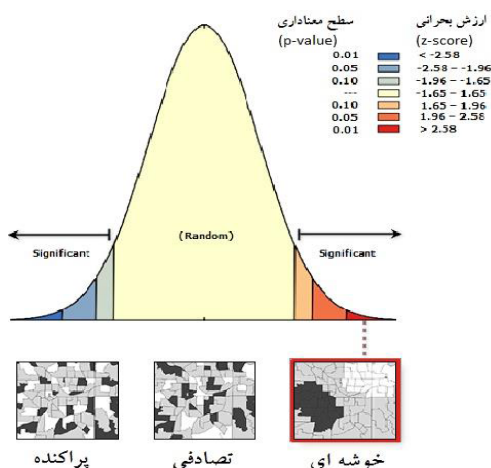 سطح معناداری
(p-value)
ارزش بحرانی
(z-score)
0.01 < -2.58
0.05 -2.58 – -1.96
0.10 -1.96 – -1.65
--- -1.65 – 1.65
0.10 1.65 – 1.96
0.05 1.96 – 2.58
0.01 > 2.58
Significant
(Random)
Significant
پراکنده
تصادفی
خوشه ای